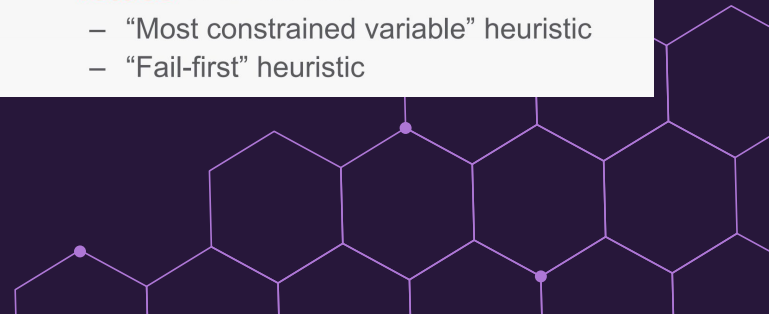 – “Most constrained variable” heuristic
– “Fail-first” heuristic